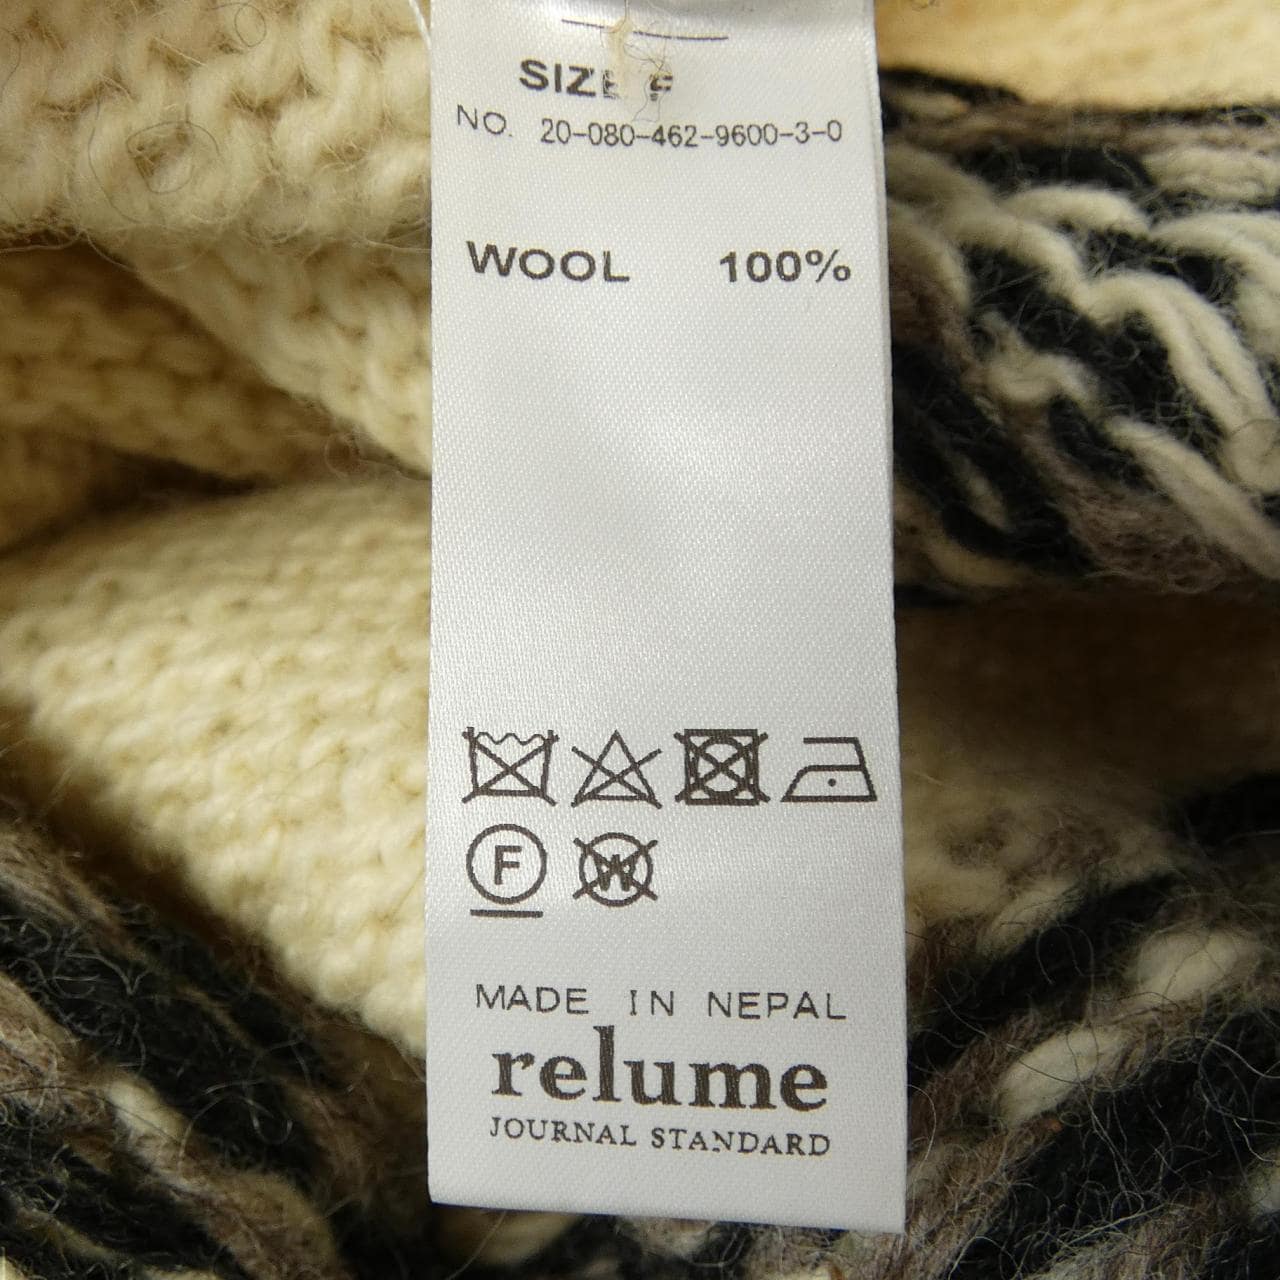 SIZE F
NO. 20-080-462-9600-3-0
WOOL 100%
F
W
MADE IN NEPAL
relume
JOURNAL STANDARD